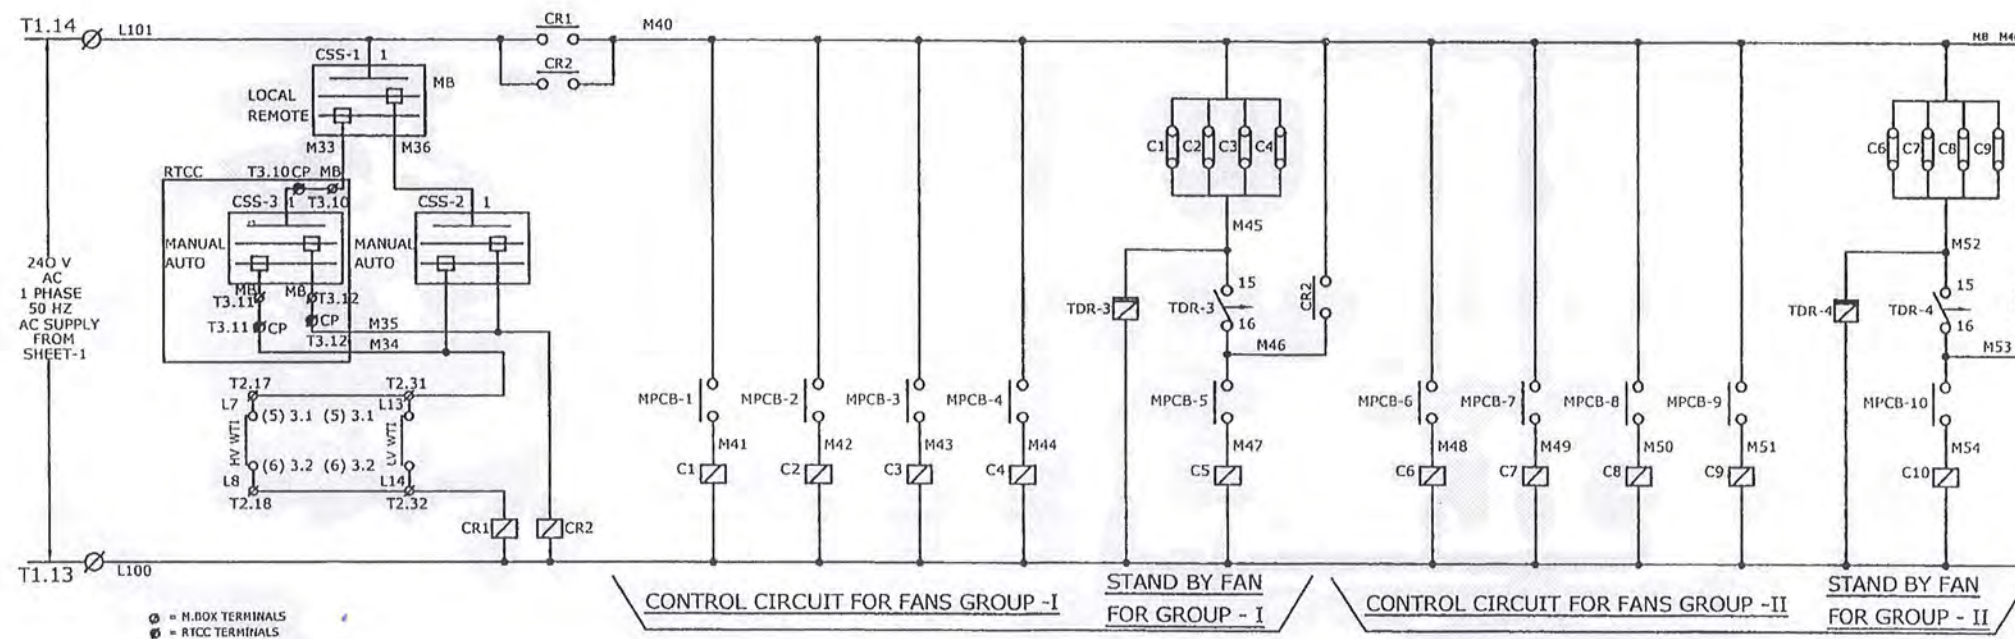 T1.14
L101
CR1
M40
CR2
M8 M46
CSS-1 1
MB
LOCAL
REMOTE
M33 M36
RTCC
T3.10 CP MB
T3.10
CSS-3 1
CSS-2 1
MANUAL
AUTO
MANUAL
AUTO
MB MB
T3.11 T3.12
T3.11 CP CP
T3.12
M35
M34
240 V
AC
1 PHASE
50 HZ
AC SUPPLY
FROM
SHEET-1
T2.17 T2.31
L7 (5) 3.1 (5) 3.1 L13
HV WTI
LV WTI
L8 (6) 3.2 (6) 3.2 L14
T2.18 T2.32
CR1 CR2
T1.13
L100
MPCB-1 MPCB-2 MPCB-3 MPCB-4
M41 M42 M43 M44
C1 C2 C3 C4
C1 C2 C3 C4
M45
TDR-3 TDR-3
15
16
CR2
M46
MPCB-5
M47
C5
MPCB-6 MPCB-7 MPCB-8 MPCB-9
M48 M49 M50 M51
C6 C7 C8 C9
C6 C7 C8 C9
M52
TDR-4 TDR-4
15
16
M53
MPCB-10
M54
C10
CONTROL CIRCUIT FOR FANS GROUP -I
STAND BY FAN
FOR GROUP - I
CONTROL CIRCUIT FOR FANS GROUP -II
STAND BY FAN
FOR GROUP - II
= M.BOX TERMINALS
= RTCC TERMINALS